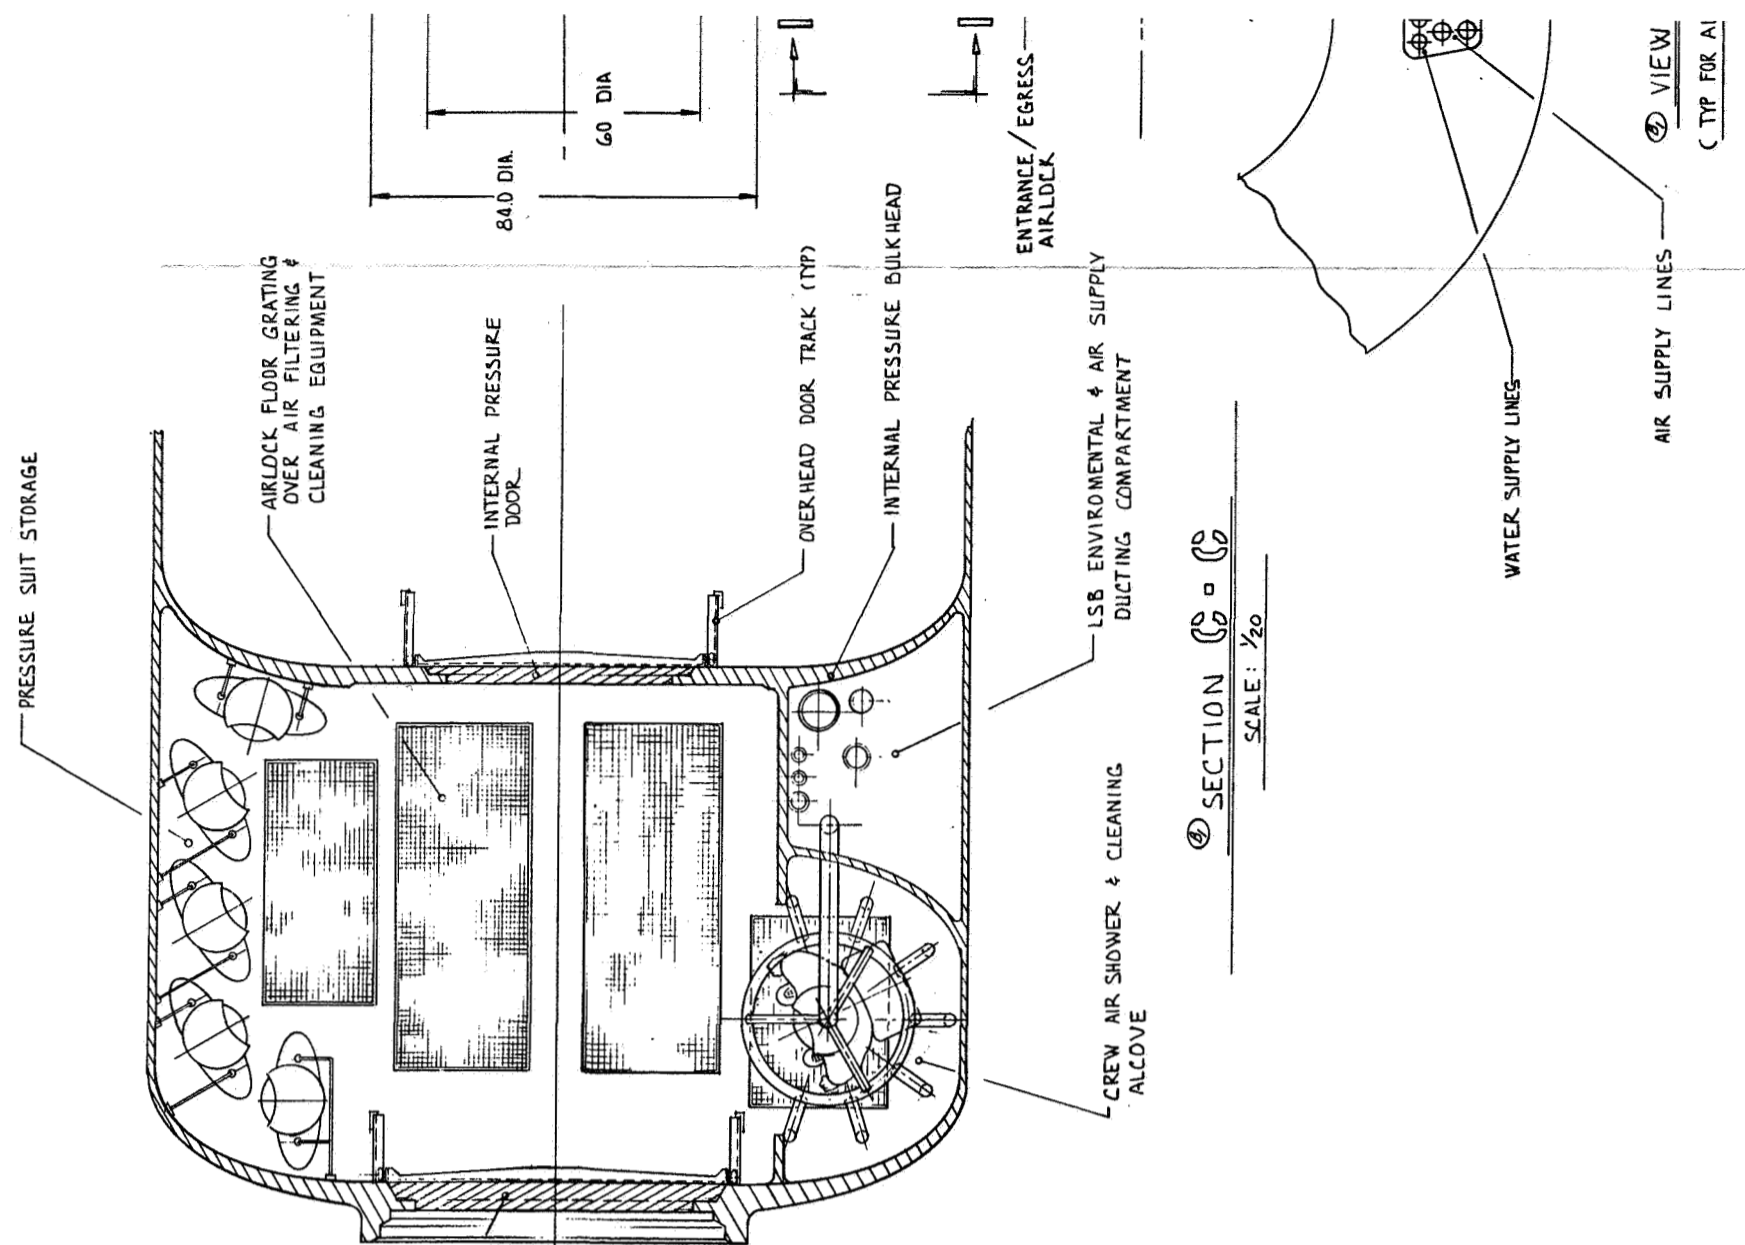 PRESSURE SUIT STORAGE
AIRLOCK FLOOR GRATING
OVER AIR FILTERING &
CLEANING EQUIPMENT
INTERNAL PRESSURE
DOOR
84.0 DIA.
60 DIA
OVERHEAD DOOR TRACK (TYP)
INTERNAL PRESSURE BULKHEAD
ENTRANCE / EGRESS
AIRLOCK
LSB ENVIROMENTAL & AIR SUPPLY
DUCTING COMPARTMENT
CREW AIR SHOWER & CLEANING
ALCOVE
SECTION C-C
SCALE: 1/20
WATER SUPPLY LINES
AIR SUPPLY LINES
VIEW
( TYP FOR